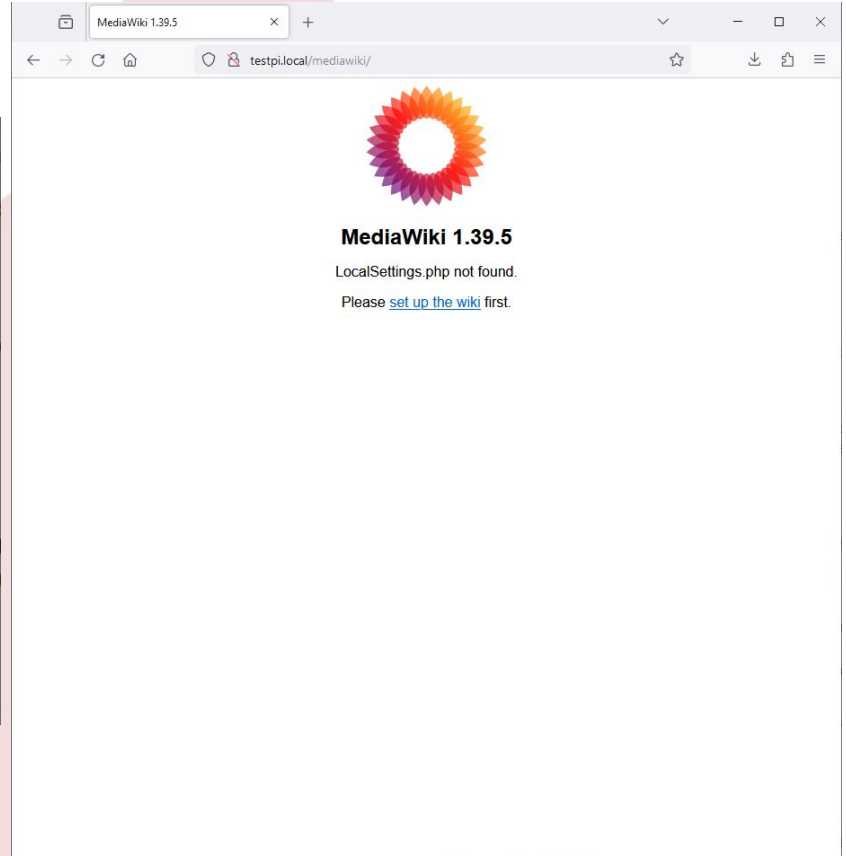 MediaWiki 1.39.5
testpi.local/mediawiki/
MediaWiki 1.39.5
LocalSettings.php not found.
Please set up the wiki first.